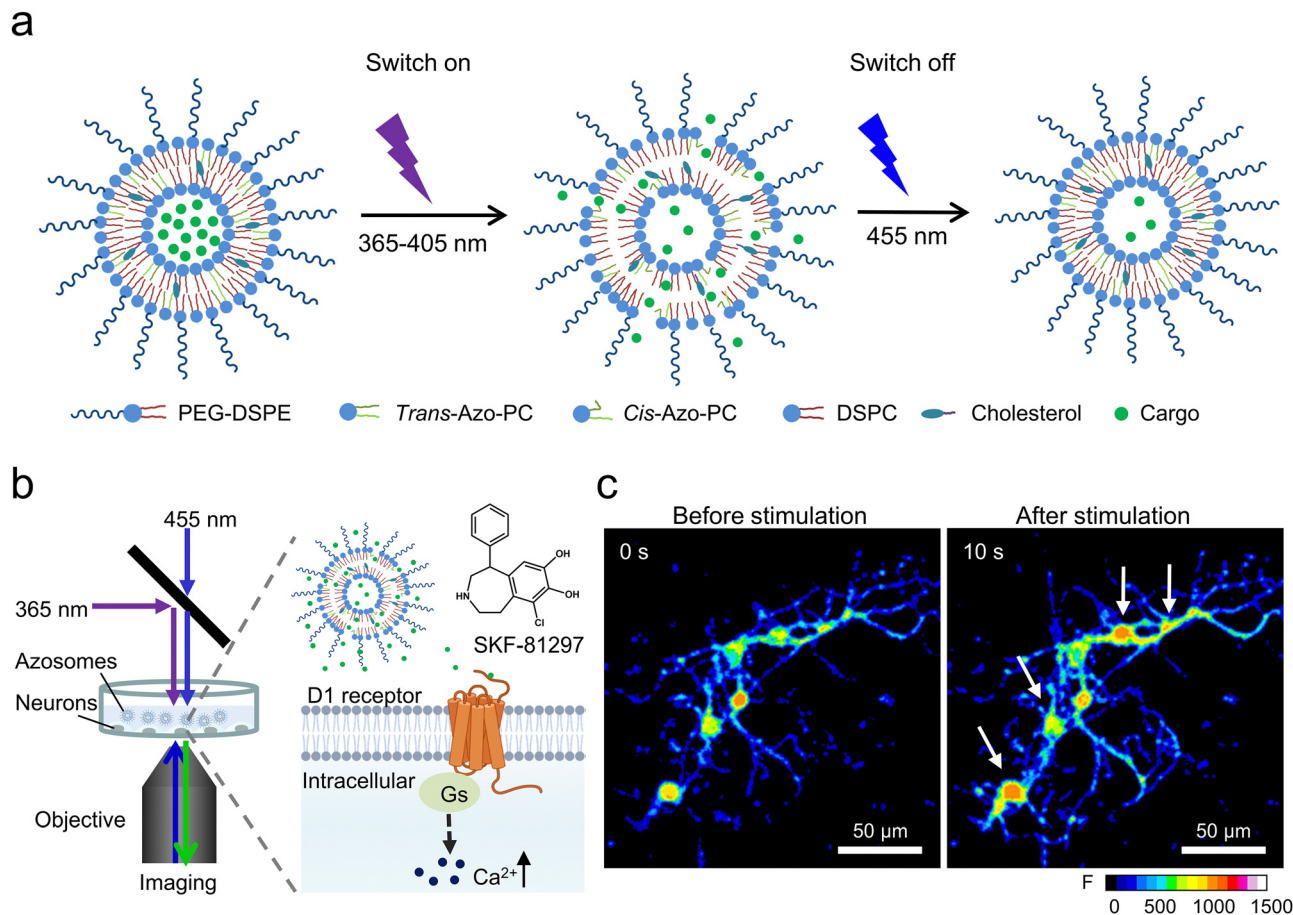 a
Switch on
Switch off
365-405 nm
455 nm
PEG-DSPE
Trans-Azo-PC
Cis-Azo-PC
DSPC
Cholesterol
Cargo
b
455 nm
365 nm
Azosomes
Neurons
Objective
Imaging
OH
OH
HN
Cl
SKF-81297
D1 receptor
Intracellular
Gs
Ca²⁺
c
Before stimulation
After stimulation
0 s
10 s
50 µm
50 µm
F
0 500 1000 1500